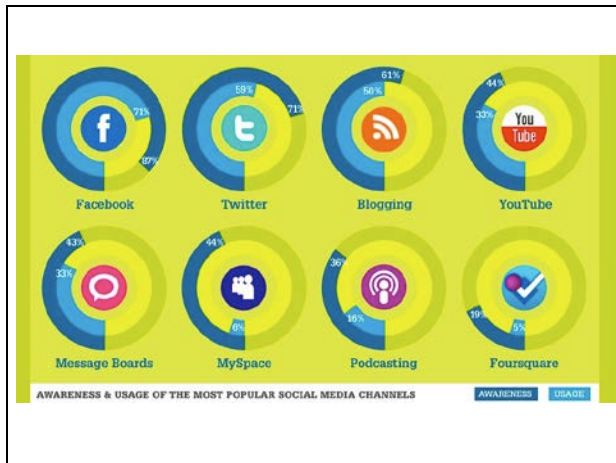 71%
87%
Facebook
59%
71%
Twitter
61%
50%
Blogging
You
Tube
44%
33%
YouTube
43%
33%
Message Boards
44%
6%
MySpace
36%
16%
Podcasting
19%
5%
Foursquare
AWARENESS & USAGE OF THE MOST POPULAR SOCIAL MEDIA CHANNELS
AWARENESS
USAGE